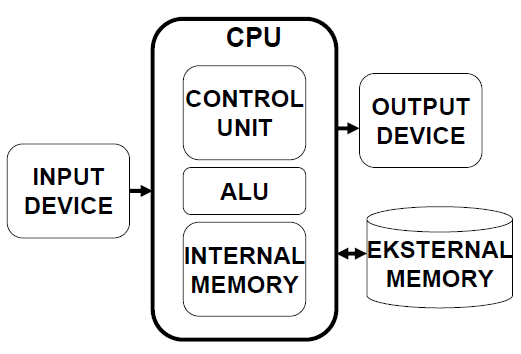 CPU
CONTROL
UNIT
ALU
INTERNAL
MEMORY
INPUT
DEVICE
OUTPUT
DEVICE
EKSTERNAL
MEMORY